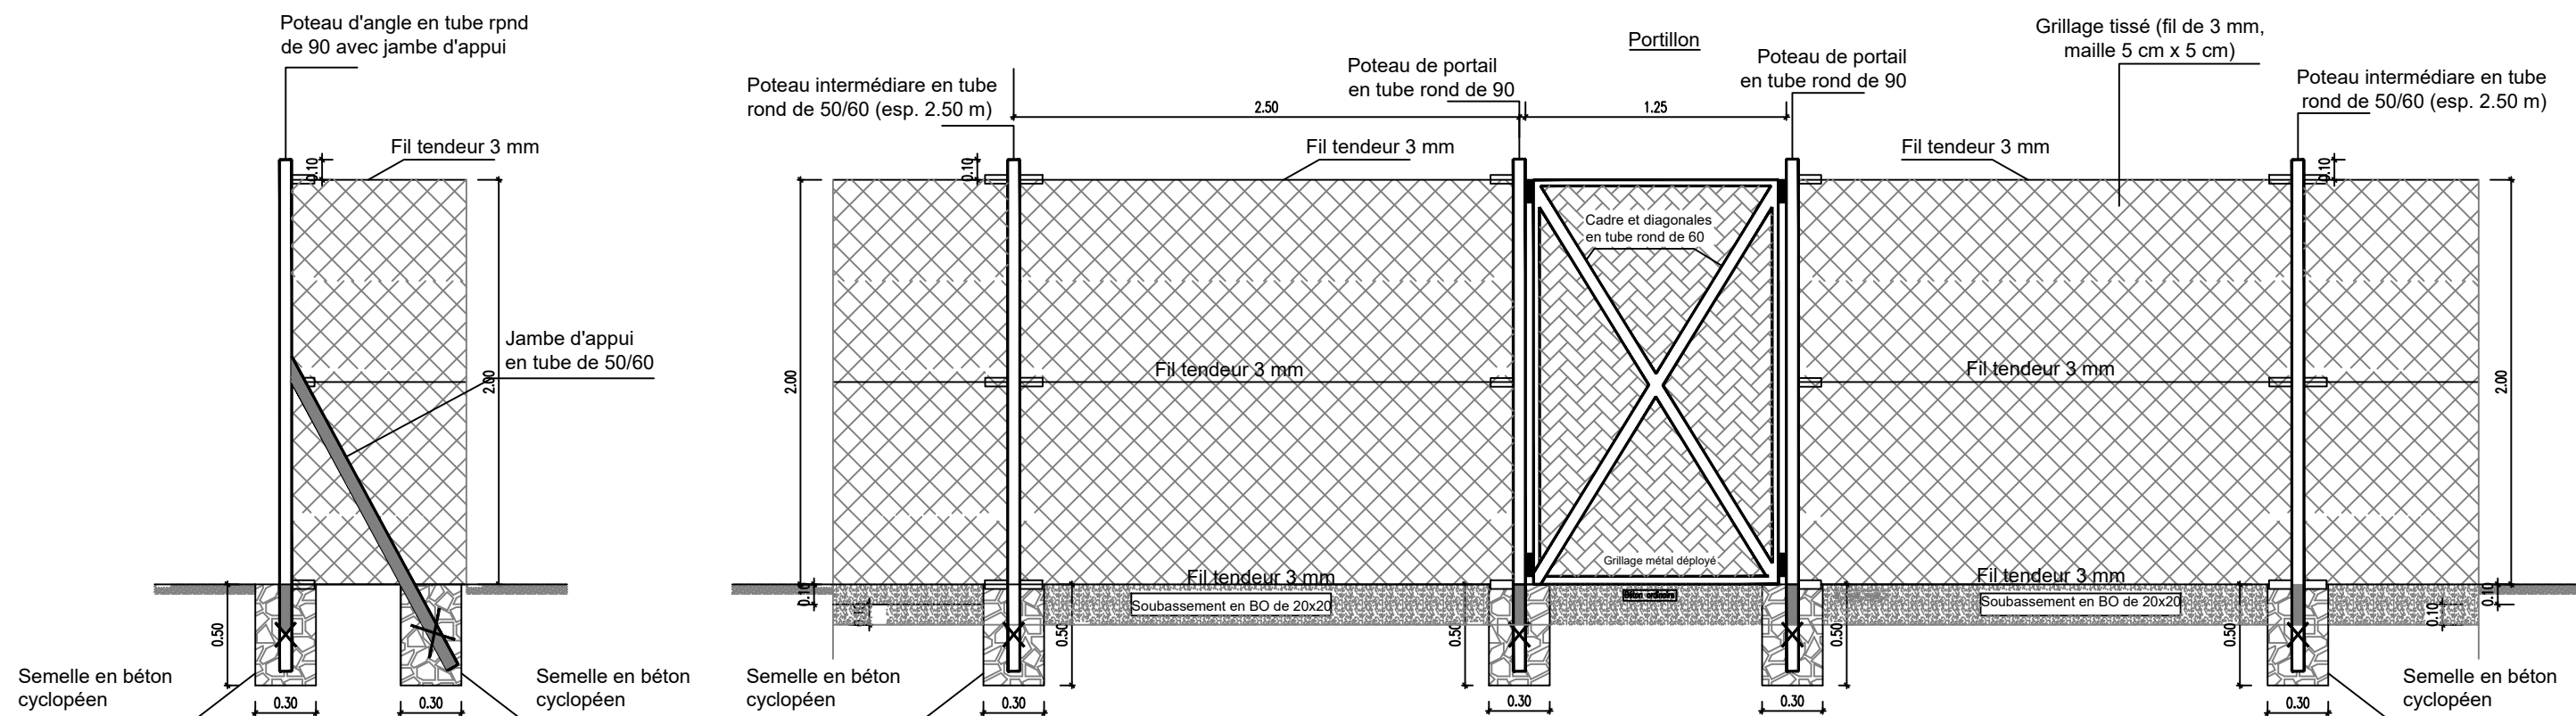 Poteau d'angle en tube rpnd
de 90 avec jambe d'appui
Fil tendeur 3 mm
0.10
Jambe d'appui
en tube de 50/60
2.00
0.50
Semelle en béton
cyclopéen
0.30
0.30
Semelle en béton
cyclopéen
Portillon
Poteau intermédiare en tube
rond de 50/60 (esp. 2.50 m)
Poteau de portail
en tube rond de 90
Poteau de portail
en tube rond de 90
Grillage tissé (fil de 3 mm,
maille 5 cm x 5 cm)
Poteau intermédiare en tube
rond de 50/60 (esp. 2.50 m)
2.50
1.25
Fil tendeur 3 mm
Fil tendeur 3 mm
0.10
0.10
Cadre et diagonales
en tube rond de 60
2.00
Fil tendeur 3 mm
Fil tendeur 3 mm
2.00
Grillage métal déployé
Fil tendeur 3 mm
Fil tendeur 3 mm
Béton ordinaire
Soubassement en BO de 20x20
Soubassement en BO de 20x20
0.10
0.10
0.10
0.10
0.50
0.50
0.50
0.50
Semelle en béton
cyclopéen
Semelle en béton
cyclopéen
0.30
0.30
0.30
0.30